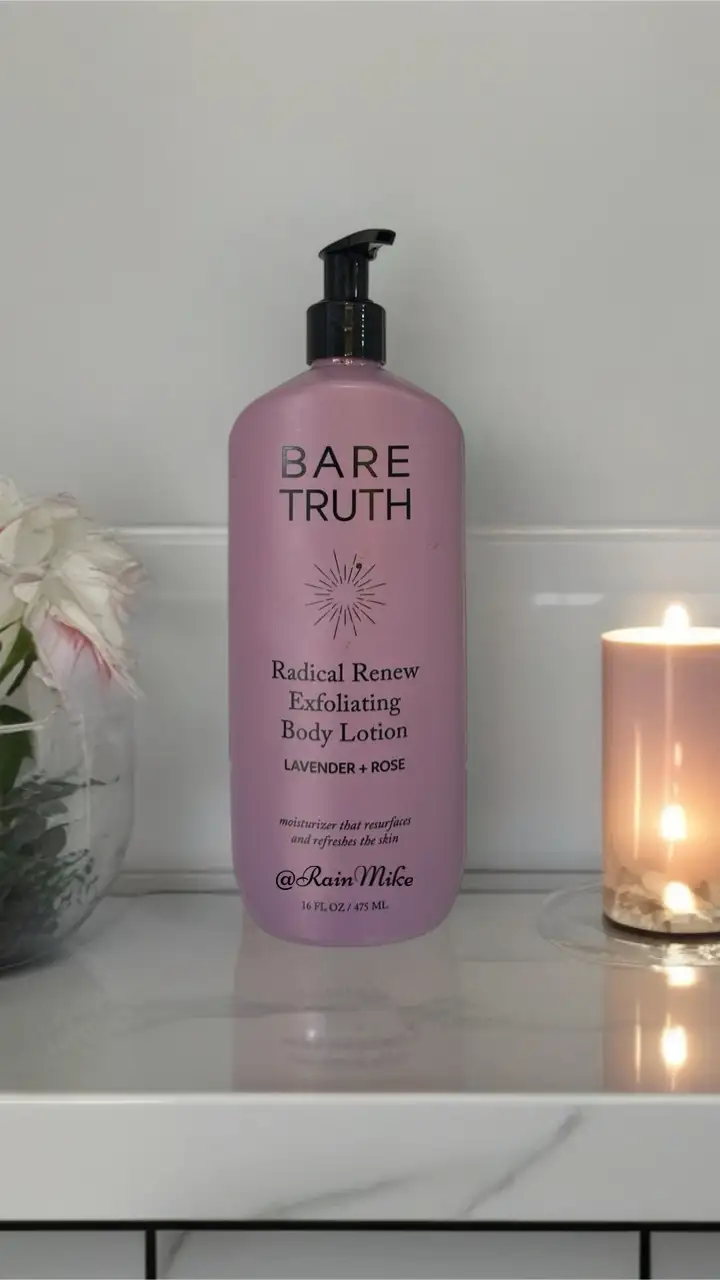 BARE
TRUTH
Radical Renew
Exfoliating
Body Lotion
LAVENDER + ROSE
moisturizer that resurfaces
and refreshes the skin
@RainMike
16 FL OZ / 475 ML